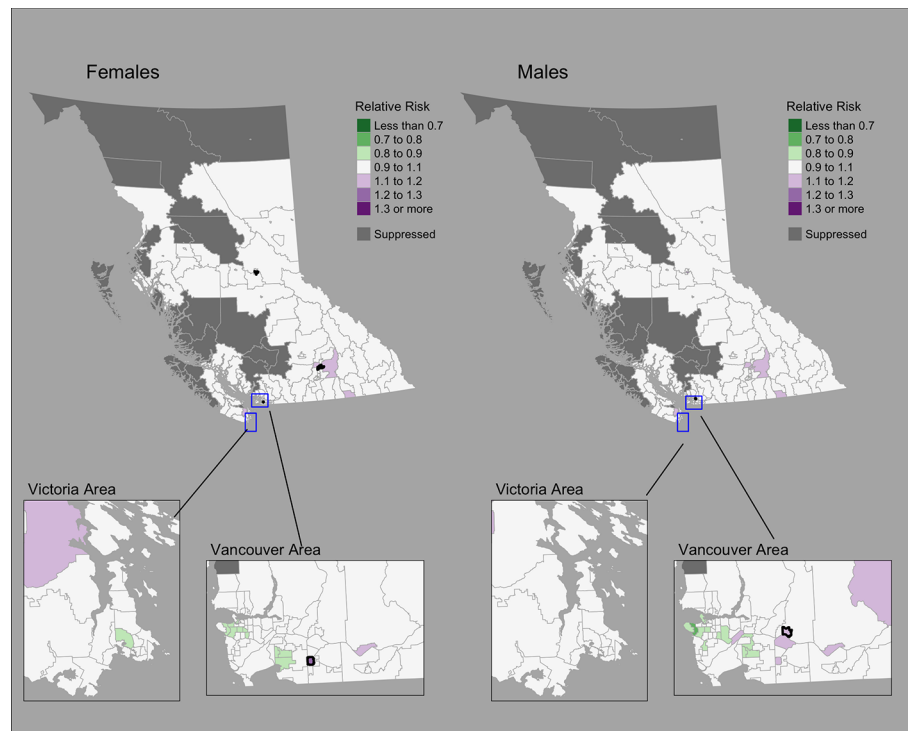 Females
Relative Risk
Less than 0.7
0.7 to 0.8
0.8 to 0.9
0.9 to 1.1
1.1 to 1.2
1.2 to 1.3
1.3 or more
Suppressed
Victoria Area
Vancouver Area
Males
Relative Risk
Less than 0.7
0.7 to 0.8
0.8 to 0.9
0.9 to 1.1
1.1 to 1.2
1.2 to 1.3
1.3 or more
Suppressed
Victoria Area
Vancouver Area